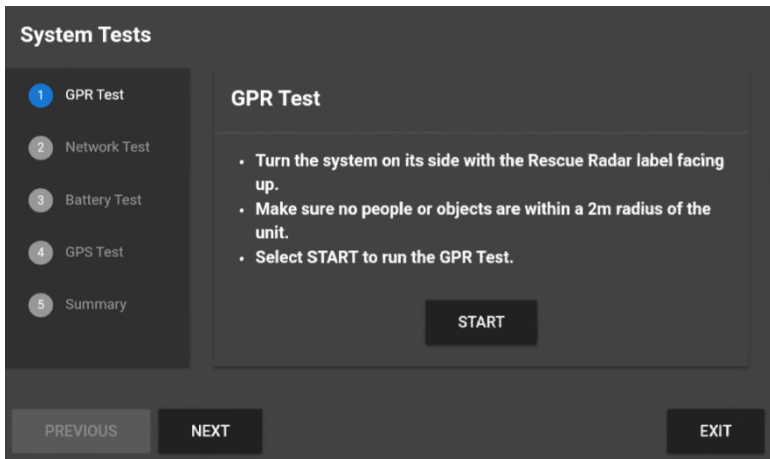 System Tests
1 GPR Test
2 Network Test
3 Battery Test
4 GPS Test
5 Summary
GPR Test
• Turn the system on its side with the Rescue Radar label facing
up.
• Make sure no people or objects are within a 2m radius of the
unit.
• Select START to run the GPR Test.
START
PREVIOUS
NEXT
EXIT